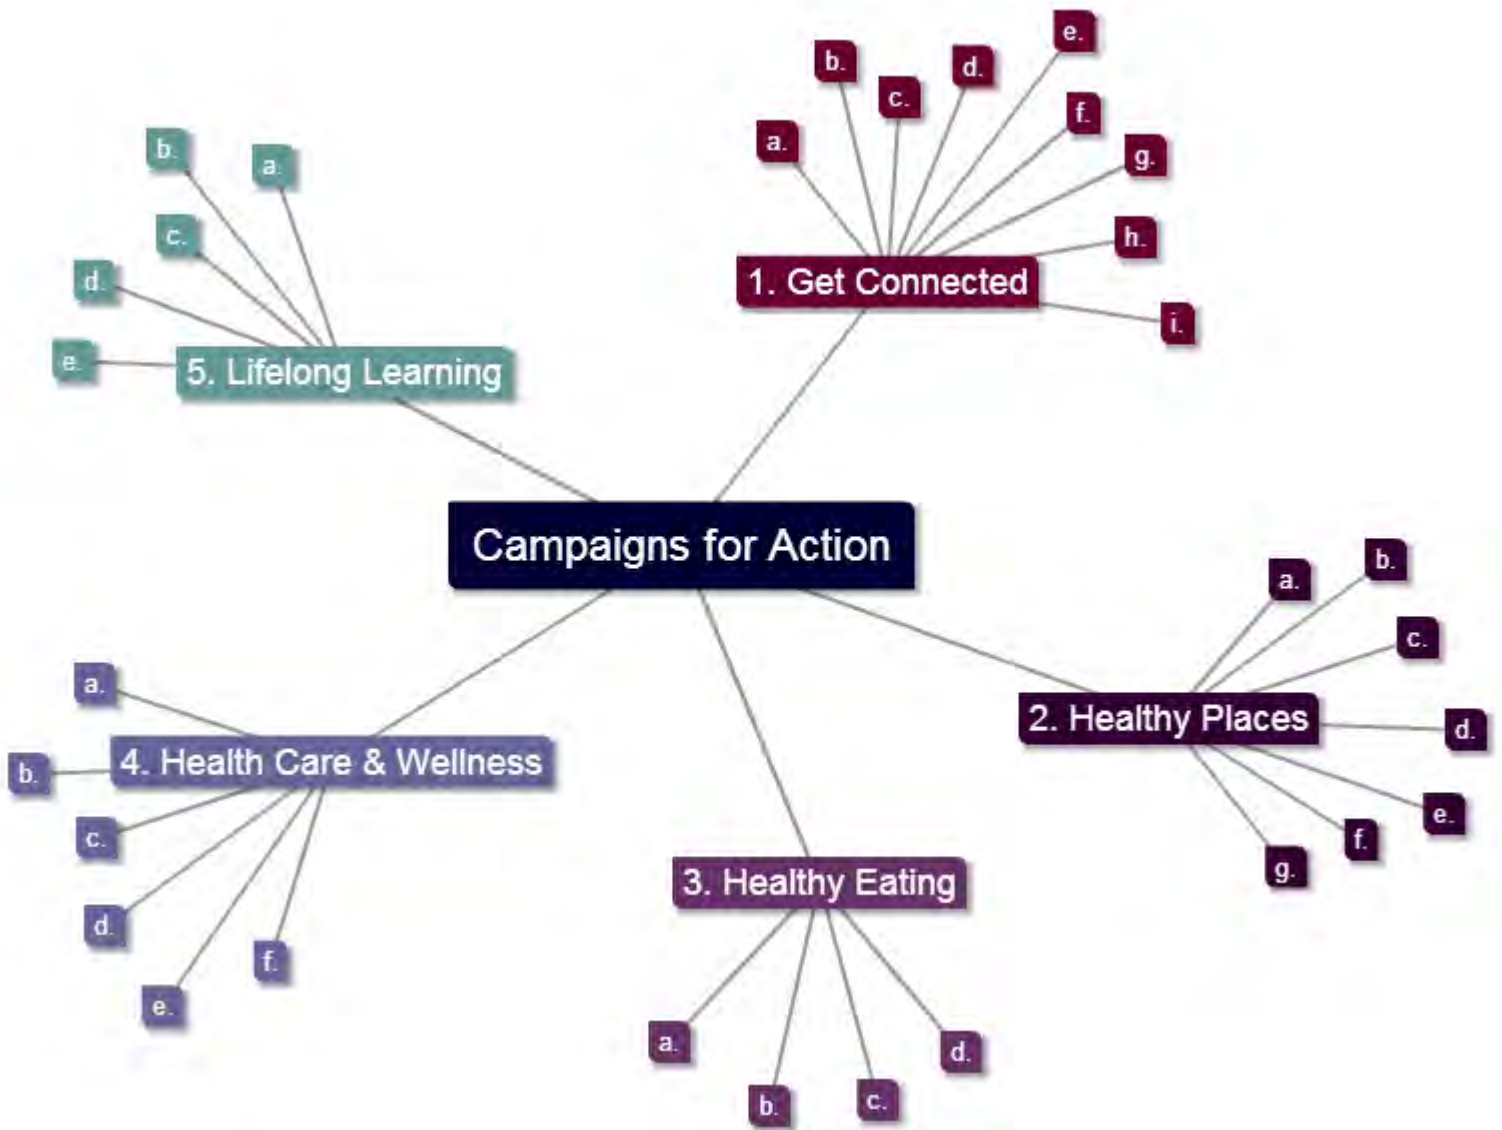 Campaigns for Action
1. Get Connected
a.
b.
c.
d.
e.
f.
g.
h.
i.
2. Healthy Places
a.
b.
c.
d.
e.
f.
g.
3. Healthy Eating
a.
b.
c.
d.
4. Health Care & Wellness
a.
b.
c.
d.
e.
f.
5. Lifelong Learning
a.
b.
c.
d.
e.